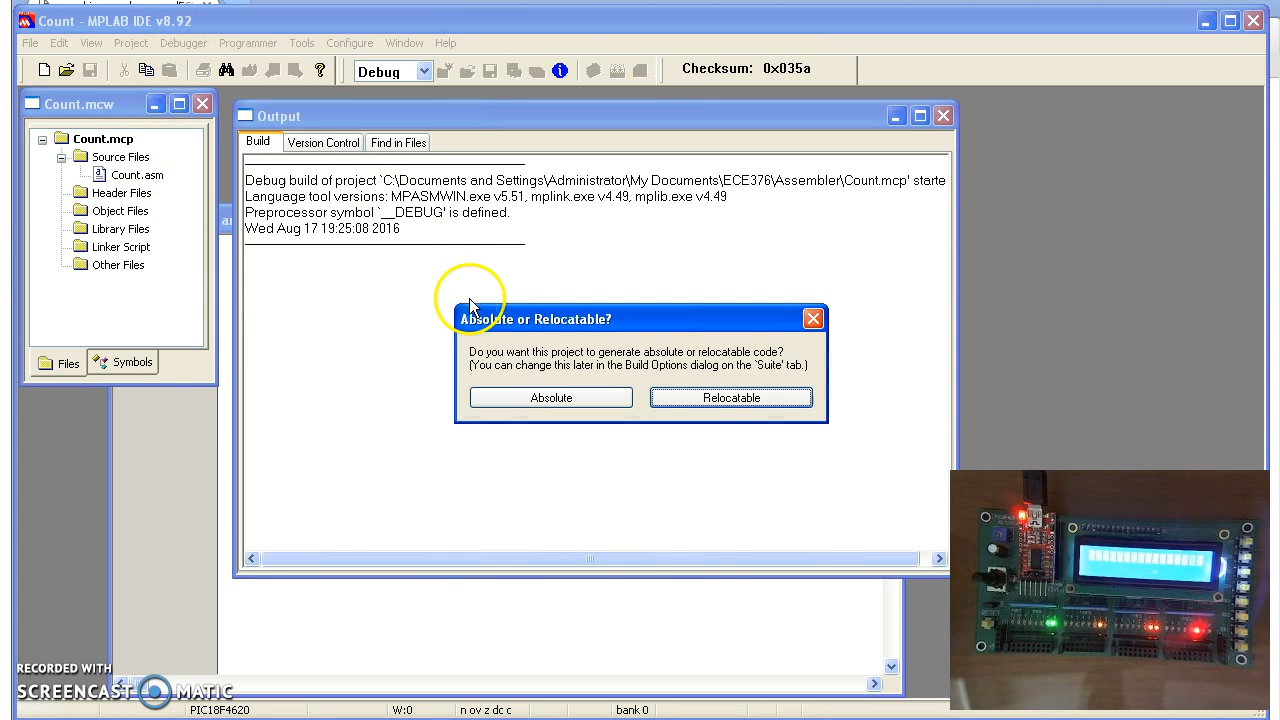 Count - MPLAB IDE v8.92
File Edit View Project Debugger Programmer Tools Configure Window Help
Debug Checksum: 0x035a
Count.mcw
Count.mcp
Source Files
Count.asm
Header Files
Object Files
Library Files
Linker Script
Other Files
Files Symbols
Output
Build Version Control Find in Files
Debug build of project `C:\Documents and Settings\Administrator\My Documents\ECE376\Assembler\Count.mcp' starte
Language tool versions: MPASMWIN.exe v5.51, mplink.exe v4.49, mplib.exe v4.49
Preprocessor symbol `__DEBUG' is defined.
Wed Aug 17 19:25:08 2016
Absolute or Relocatable?
Do you want this project to generate absolute or relocatable code?
(You can change this later in the Build Options dialog on the 'Suite' tab.)
Absolute Relocatable
RESET
RECORDED WITH
SCREENCAST MATIC
PIC18F4620 W:0 n ov z dc c bank 0